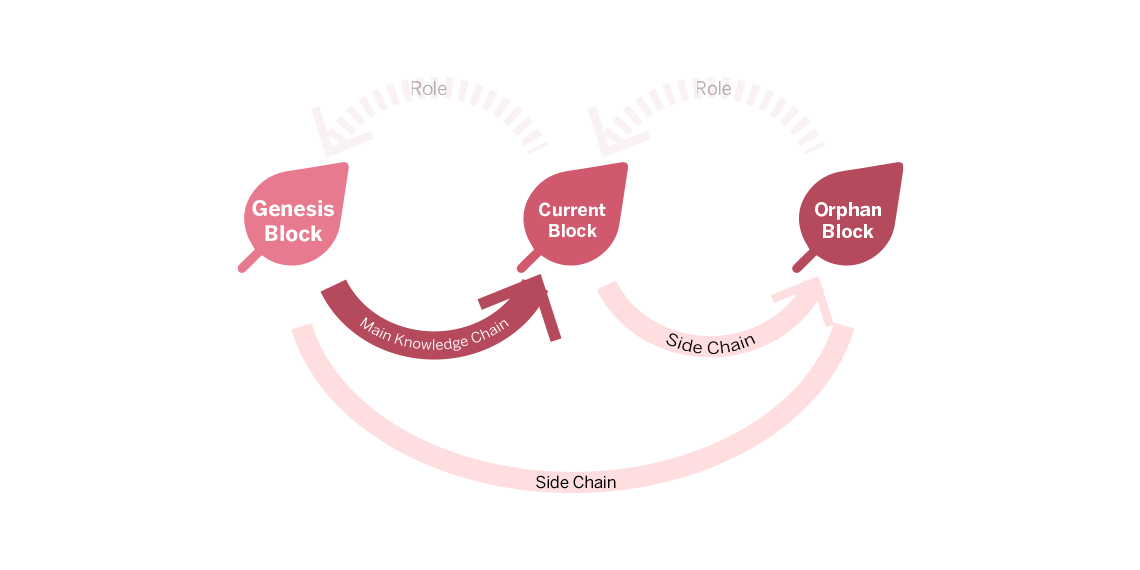 Role
Role
Genesis
Block
Current
Block
Orphan
Block
Main Knowledge Chain
Side Chain
Side Chain